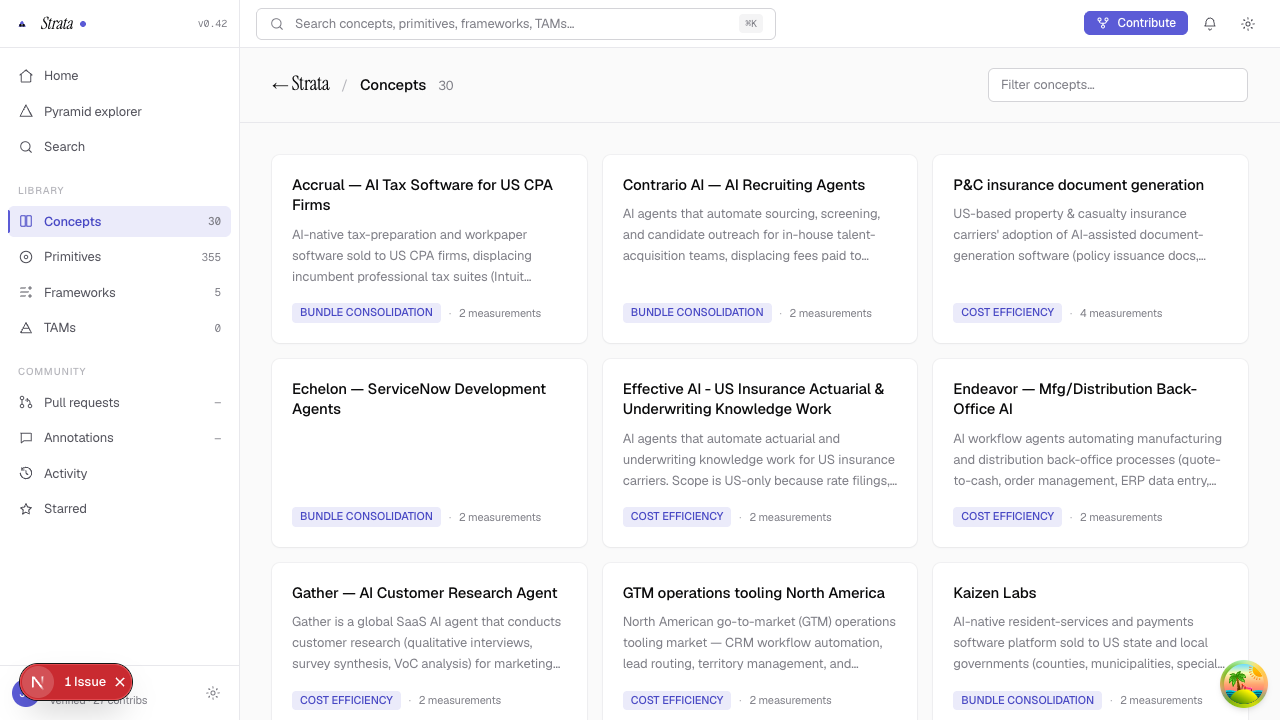 Strata
v0.42
Search concepts, primitives, frameworks, TAMs…
⌘K
Contribute
Home
Pyramid explorer
Search
LIBRARY
Concepts 30
Primitives 355
Frameworks 5
TAMs 0
COMMUNITY
Pull requests —
Annotations —
Activity
Starred
1 Issue
← Strata / Concepts 30
Filter concepts…
Accrual — AI Tax Software for US CPA
Firms
AI-native tax-preparation and workpaper
software sold to US CPA firms, displacing
incumbent professional tax suites (Intuit…
BUNDLE CONSOLIDATION · 2 measurements
Contrario AI — AI Recruiting Agents
AI agents that automate sourcing, screening,
and candidate outreach for in-house talent-
acquisition teams, displacing fees paid to…
BUNDLE CONSOLIDATION · 2 measurements
P&C insurance document generation
US-based property & casualty insurance
carriers' adoption of AI-assisted document-
generation software (policy issuance docs,…
COST EFFICIENCY · 4 measurements
Echelon — ServiceNow Development
Agents
BUNDLE CONSOLIDATION · 2 measurements
Effective AI - US Insurance Actuarial &
Underwriting Knowledge Work
AI agents that automate actuarial and
underwriting knowledge work for US insurance
carriers. Scope is US-only because rate filings,…
COST EFFICIENCY · 2 measurements
Endeavor — Mfg/Distribution Back-
Office AI
AI workflow agents automating manufacturing
and distribution back-office processes (quote-
to-cash, order management, ERP data entry,…
COST EFFICIENCY · 2 measurements
Gather — AI Customer Research Agent
Gather is a global SaaS AI agent that conducts
customer research (qualitative interviews,
survey synthesis, VoC analysis) for marketing…
COST EFFICIENCY · 2 measurements
GTM operations tooling North America
North American go-to-market (GTM) operations
tooling market — CRM workflow automation,
lead routing, territory management, and…
COST EFFICIENCY · 2 measurements
Kaizen Labs
AI-native resident-services and payments
software platform sold to US state and local
governments (counties, municipalities, special…
BUNDLE CONSOLIDATION · 2 measurements